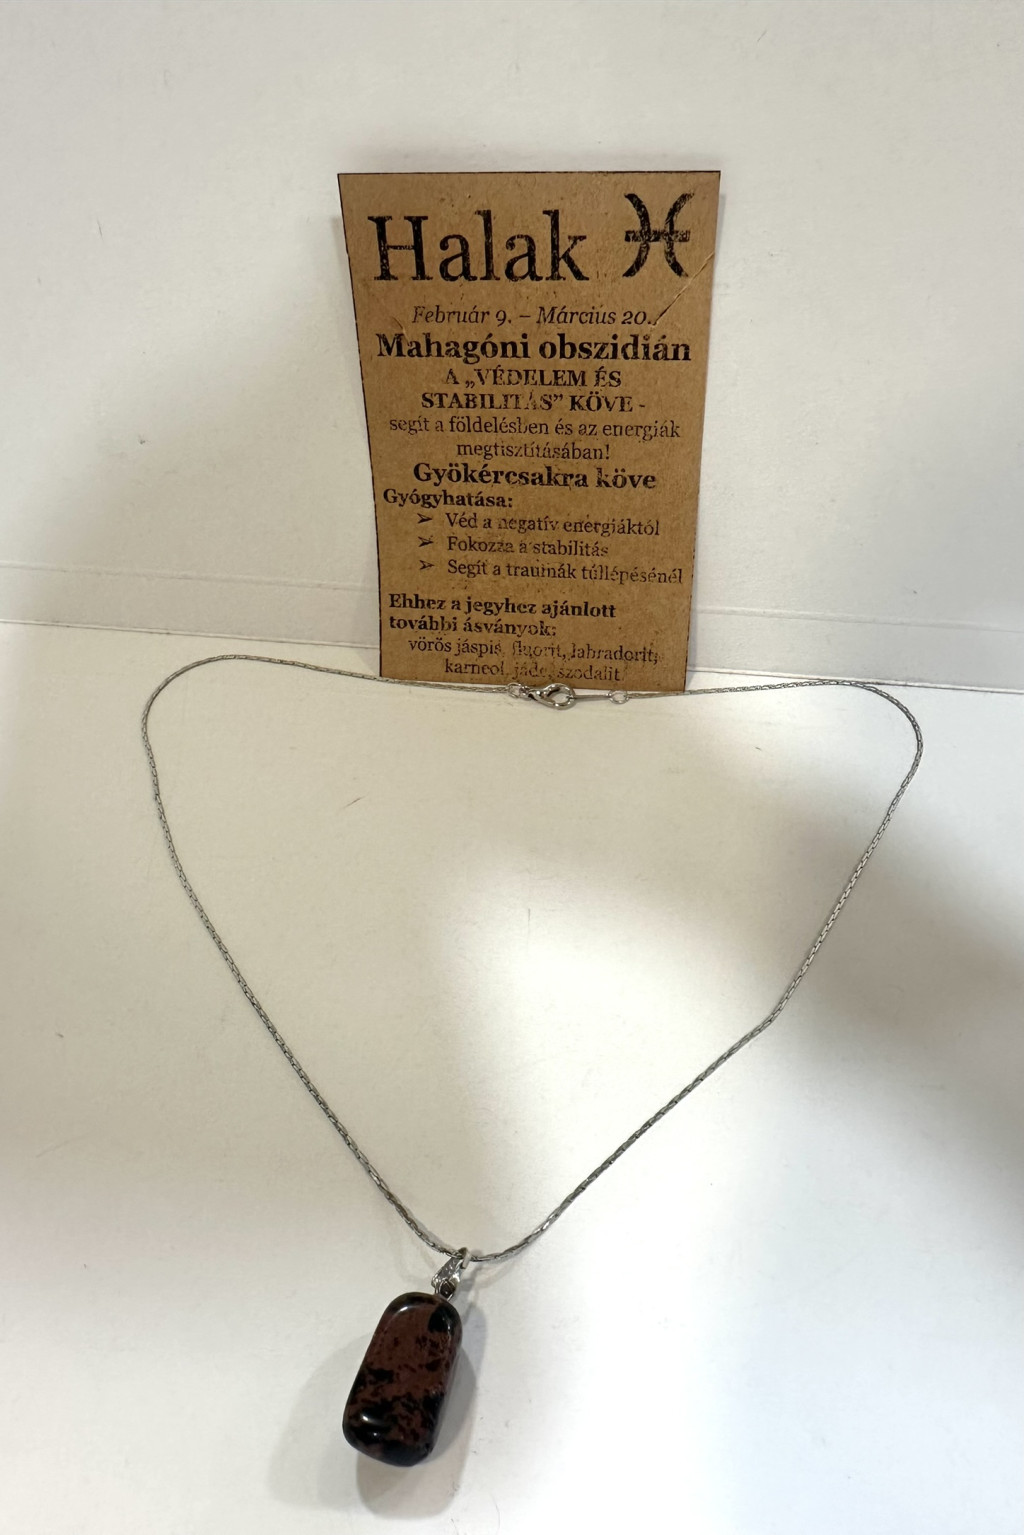 Halak
Február 9. – Március 20.
Mahagóni obszidián
A „VÉDELEM ÉS
STABILITÁS” KÖVE -
segít a földelésben és az energiák
megtisztításában!
Gyökércsakra köve
Gyógyhatása:
➢ Véd a negatív energiáktól
➢ Fokozza a stabilitás
➢ Segít a traumák túllépésénél
Ehhez a jegyhez ajánlott
további ásványok:
vörös jáspis, fluorit, labradorit,
karneol, jáde, szodalit